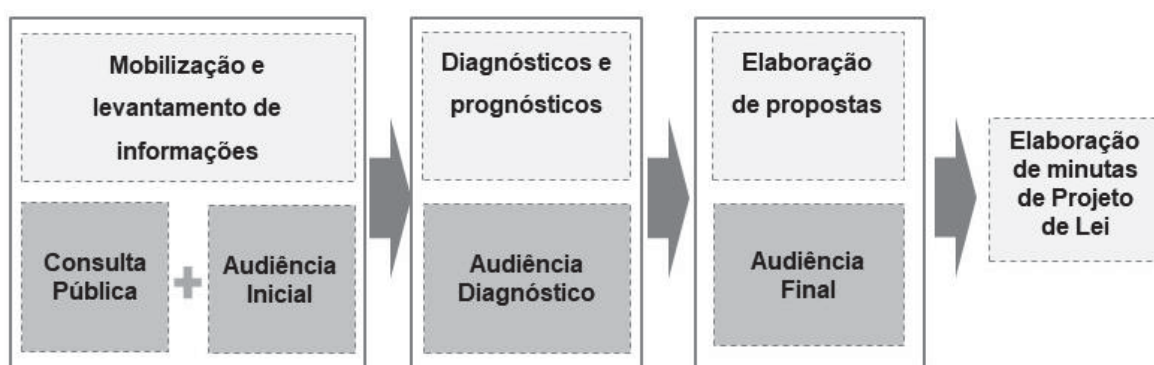 Mobilização e
levantamento de
informações
Consulta
Pública
+
Audiência
Inicial
Diagnósticos e
prognósticos
Audiência
Diagnóstico
Elaboração
de propostas
Audiência
Final
Elaboração
de minutas
de Projeto
de Lei